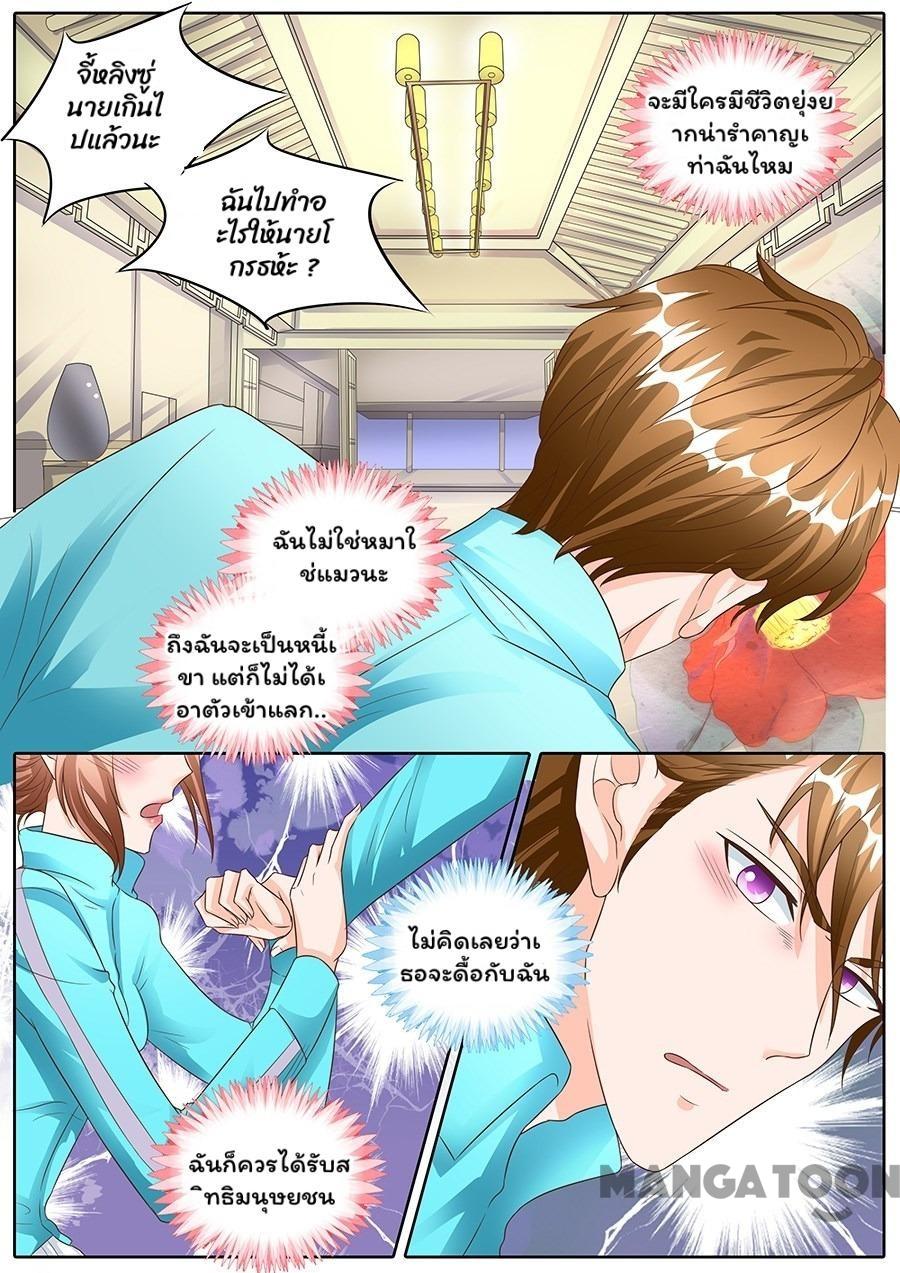 จี้หลิงซู่
นายเกินไ
ปแล้วนะ
ฉันไปทำอ
ะไรให้นายโ
กรธห้ะ ?
จะมีใครมีชีวิตยุ่งย
ากน่ารำคาญเ
ท่าฉันไหม
ฉันไม่ใช่หมาใ
ช่แมวนะ
ถึงฉันจะเป็นหนี้เ
ขา แต่ก็ไม่ได้เ
อาตัวเข้าแลก..
ไม่คิดเลยว่าเ
ธอจะดื้อกับฉัน
ฉันก็ควรได้รับส
ิทธิมนุษยชน
MANGATOON